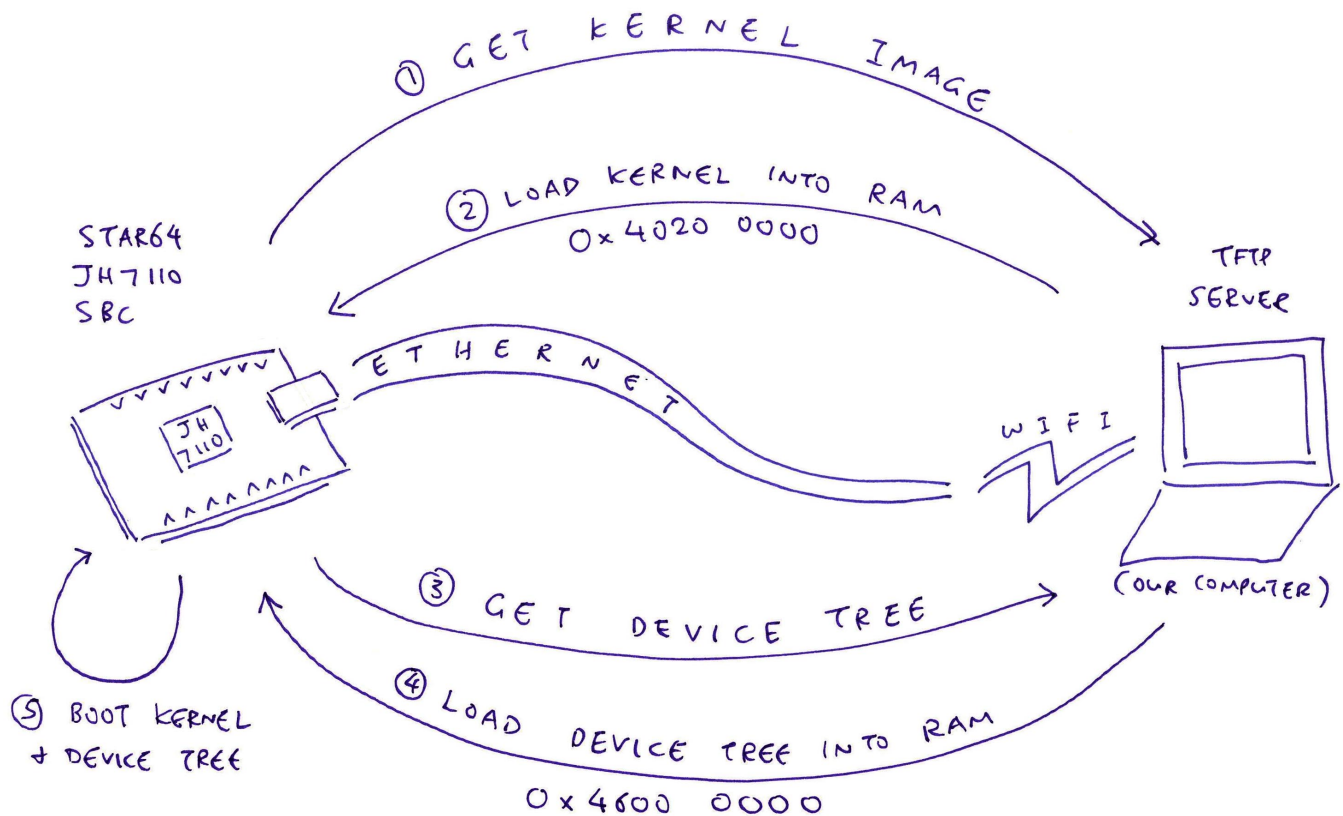 ① GET KERNEL IMAGE
② LOAD KERNEL INTO RAM
0x4020 0000
STAR64
JH7110
SBC
TFTP
SERVER
ETHERNET
JH
7110
WIFI
(OUR COMPUTER)
③ GET DEVICE TREE
④ LOAD DEVICE TREE INTO RAM
0x4600 0000
⑤ BOOT KERNEL
+ DEVICE TREE